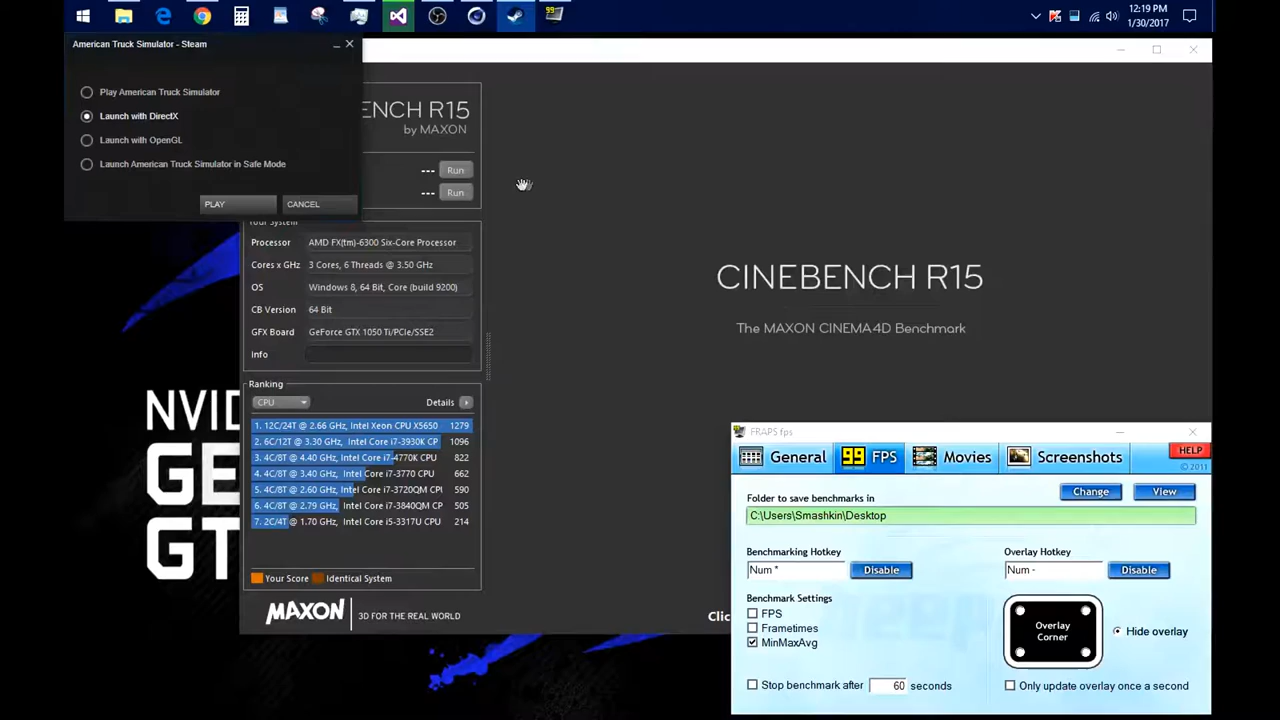 12:19 PM
1/30/2017
American Truck Simulator - Steam
Play American Truck Simulator
Launch with DirectX
Launch with OpenGL
Launch American Truck Simulator in Safe Mode
PLAY
CANCEL
ENCH R15
by MAXON
--- Run
--- Run
Your System
Processor AMD FX(tm)-6300 Six-Core Processor
Cores x GHz 3 Cores, 6 Threads @ 3.50 GHz
OS Windows 8, 64 Bit, Core (build 9200)
CB Version 64 Bit
GFX Board GeForce GTX 1050 Ti/PCIe/SSE2
Info
Ranking
CPU Details
1. 12C/24T @ 2.66 GHz, Intel Xeon CPU X5650 1279
2. 6C/12T @ 3.30 GHz, Intel Core i7-3930K CP 1096
3. 4C/8T @ 4.40 GHz, Intel Core i7-4770K CPU 822
4. 4C/8T @ 3.40 GHz, Intel Core i7-3770 CPU 662
5. 4C/8T @ 2.60 GHz, Intel Core i7-3720QM CPI 590
6. 4C/8T @ 2.79 GHz, Intel Core i7-3840QM CP 505
7. 2C/4T @ 1.70 GHz, Intel Core i5-3317U CPU 214
Your Score Identical System
MAXON 3D FOR THE REAL WORLD
CINEBENCH R15
The MAXON CINEMA4D Benchmark
Clic
NVID
GE
GT
FRAPS fps
General
99 FPS
Movies
Screenshots
HELP
© 2011
Folder to save benchmarks in
Change
View
C:\Users\Smashkin\Desktop
Benchmarking Hotkey
Num *
Disable
Overlay Hotkey
Num -
Disable
Benchmark Settings
FPS
Frametimes
MinMaxAvg
Overlay
Corner
Hide overlay
Stop benchmark after 60 seconds
Only update overlay once a second